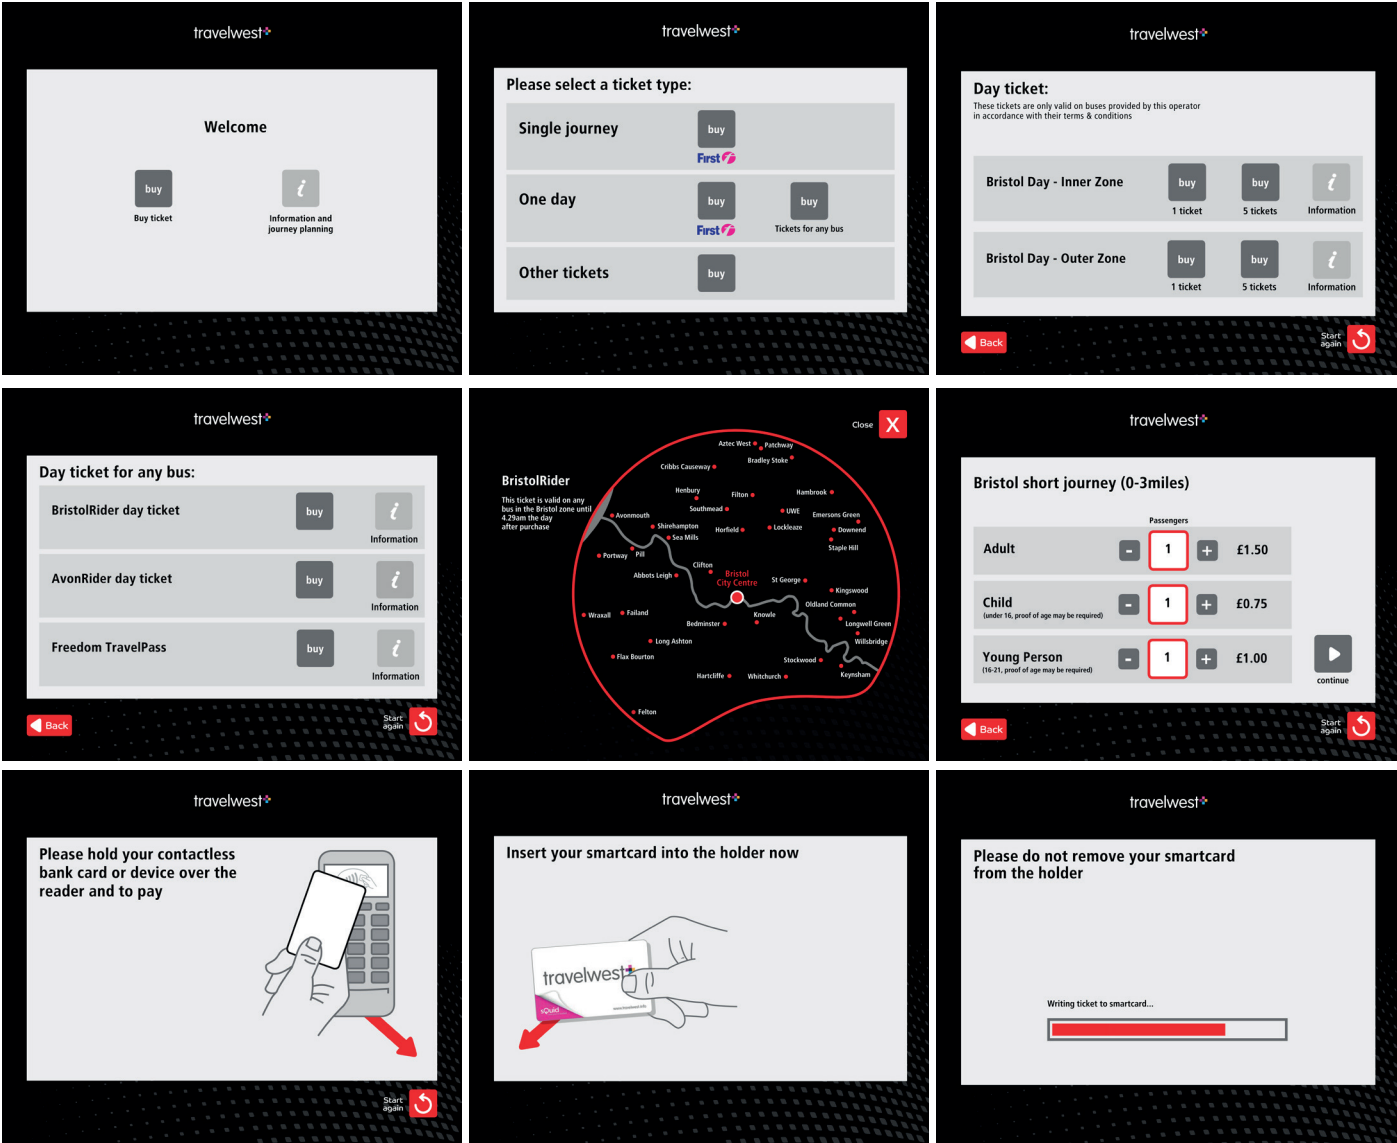 travelwest
Welcome
buy
Buy ticket
i
Information and
journey planning
travelwest
Please select a ticket type:
Single journey
buy
First
One day
buy
First
buy
Tickets for any bus
Other tickets
buy
travelwest
Day ticket:
These tickets are only valid on buses provided by this operator
in accordance with their terms & conditions
Bristol Day - Inner Zone
buy
1 ticket
buy
5 tickets
i
Information
Bristol Day - Outer Zone
buy
1 ticket
buy
5 tickets
i
Information
Back
Start
again
travelwest
Day ticket for any bus:
BristolRider day ticket
buy
i
Information
AvonRider day ticket
buy
i
Information
Freedom TravelPass
buy
i
Information
Back
Start
again
Close X
BristolRider
This ticket is valid on any
bus in the Bristol zone until
4.29am the day
after purchase
Aztec West
Patchway
Bradley Stoke
Cribbs Causeway
Henbury
Filton
Hambrook
Southmead
UWE
Emersons Green
Avonmouth
Shirehampton
Horfield
Lockleaze
Downend
Sea Mills
Staple Hill
Portway
Pill
Clifton
Abbots Leigh
Bristol
City Centre
St George
Kingswood
Oldland Common
Wraxall
Failand
Bedminster
Knowle
Longwell Green
Willsbridge
Long Ashton
Flax Bourton
Stockwood
Hartcliffe
Whitchurch
Keynsham
Felton
travelwest
Bristol short journey (0-3miles)
Passengers
Adult
- 1 + £1.50
Child
(under 16, proof of age may be required)
- 1 + £0.75
Young Person
(16-21, proof of age may be required)
- 1 + £1.00
continue
Back
Start
again
travelwest
Please hold your contactless
bank card or device over the
reader and to pay
Start
again
travelwest
Insert your smartcard into the holder now
travelwest
sQuid
www.travelwest.info
travelwest
Please do not remove your smartcard
from the holder
Writing ticket to smartcard...